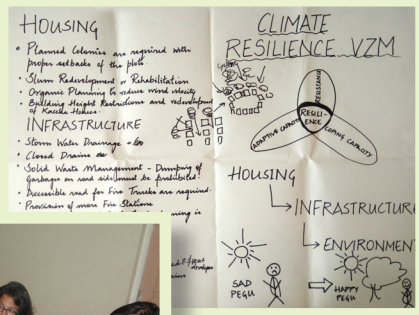 HOUSING
• Planned Colonies are required with
proper setbacks of the plots
• Slum Redevelopment or Rehabilitation
• Organic Planning to reduce wind velocity
• Building Height Restrictions and redevelopment
of Kaccha Houses.
INFRASTRUCTURE
• Storm Water Drainage
• Closed Drains
• Solid Waste Management - Dumping of
Garbage on road side must be prohibited.
• Accessible road for Fire Trucks are required.
• Provision of more Fire Stations
is
CLIMATE
RESILIENCE VZM
RESISTANCE
RESILI-
ENCE
ADAPTIVE CAPACITY
COPING CAPACITY
HOUSING
INFRASTRUCTURE
ENVIRONMENT
SAD
PEGU
HAPPY
PEGU